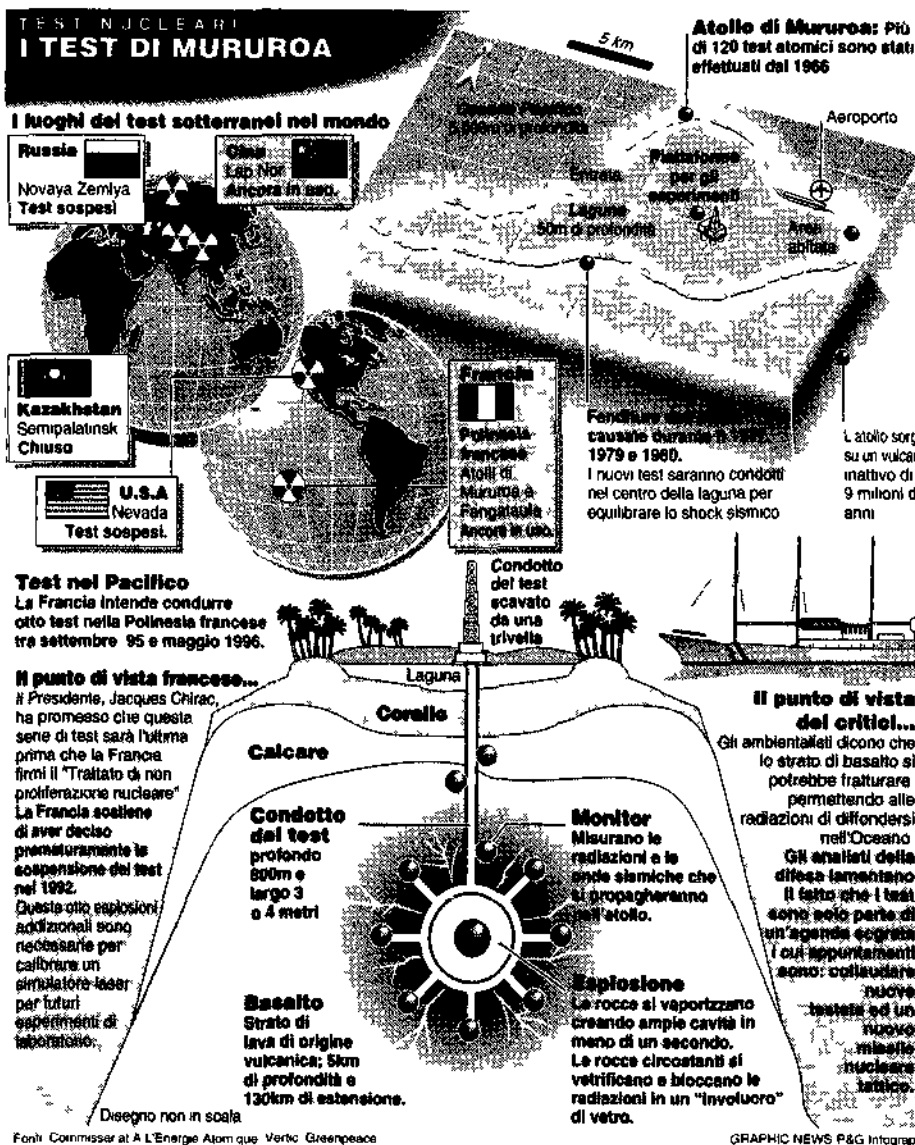 TEST NUCLEARI
I TEST DI MURUROA
5 km
Atollo di Mururoa: Più
di 120 test atomici sono stati
effettuati dal 1966
I luoghi dei test sotterranei nel mondo
Russia
Novaya Zemlya
Test sospesi
Cina
Lap Nor
Ancora in uso.
di profondità
Aeroporto
Entrata
Piattaforme
per gli
esperimenti
Laguna
50m di profondità
Area
abitata
Kazakhstan
Semipalatinsk
Chiuso
U.S.A
Nevada
Test sospesi.
Francia
Polinesia
francese
Atolli di
Mururoa e
Fangataufa
Ancora in uso.
Fenditure
causate durante
1979 e 1980.
I nuovi test saranno condotti
nel centro della laguna per
equilibrare lo shock sismico
L atollo sorg
su un vulcan
inattivo di
9 milioni d
anni
Test nel Pacifico
La Francia intende condurre
otto test nella Polinesia francese
tra settembre 95 e maggio 1996.
Il punto di vista francese...
Il Presidente, Jacques Chirac,
ha promesso che questa
serie di test sarà l'ultima
prima che la Francia
firmi il "Trattato di non
proliferazione nucleare"
La Francia sostiene
di aver deciso
prematuramente la
sospensione dei test
nel 1992.
Queste otto esplosioni
addizionali sono
necessarie per
calibrare un
simulatore laser
per futuri
esperimenti di
laboratorio.
Condotto
del test
scavato
da una
trivella
Laguna
Corallo
Calcare
Condotto
del test
profondo
800m e
largo 3
o 4 metri
Monitor
Misurano le
radiazioni e le
onde sismiche che
si propagheranno
nell'atollo.
Basalto
Strato di
lava di origine
vulcanica; 5km
di profondità e
130km di estensione.
Esplosione
Le rocce si vaporizzano
creando ampie cavità in
meno di un secondo.
Le rocce circostanti si
vetrificano e bloccano le
radiazioni in un "involucro"
di vetro.
Il punto di vista
dei critici...
Gli ambientalisti dicono che
lo strato di basalto si
potrebbe fratturare
permettendo alle
radiazioni di diffondersi
nell'Oceano
Gli analisti della
difesa lamentano
il fatto che i test
sono solo parte di
un'agenda segreta
i cui appuntamenti
sono: collaudare
nuove
testate ed un
nuovo
missile
nucleare
tattico.
Disegno non in scala
Fonti Commissariat A L'Energie Atomique Vertic Greenpeace
GRAPHIC NEWS P&G Infograp